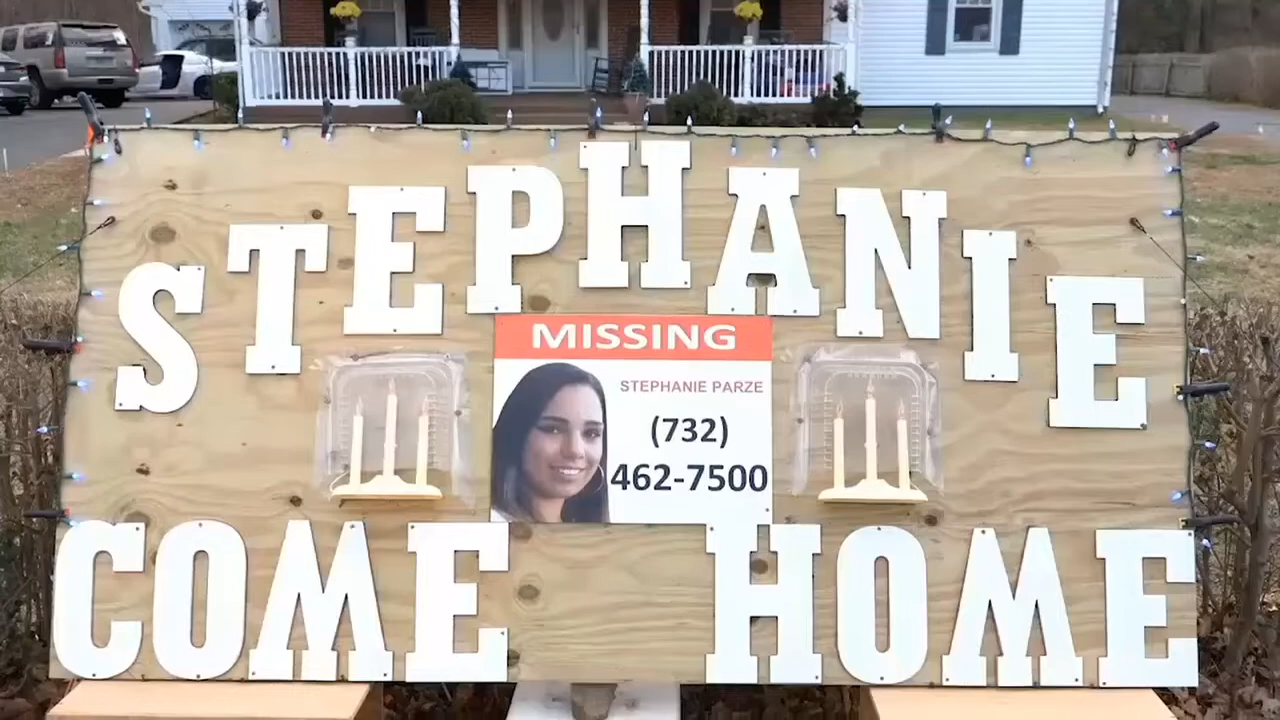 STEPHANIE
MISSING
STEPHANIE PARZE
(732)
462-7500
COME HOME